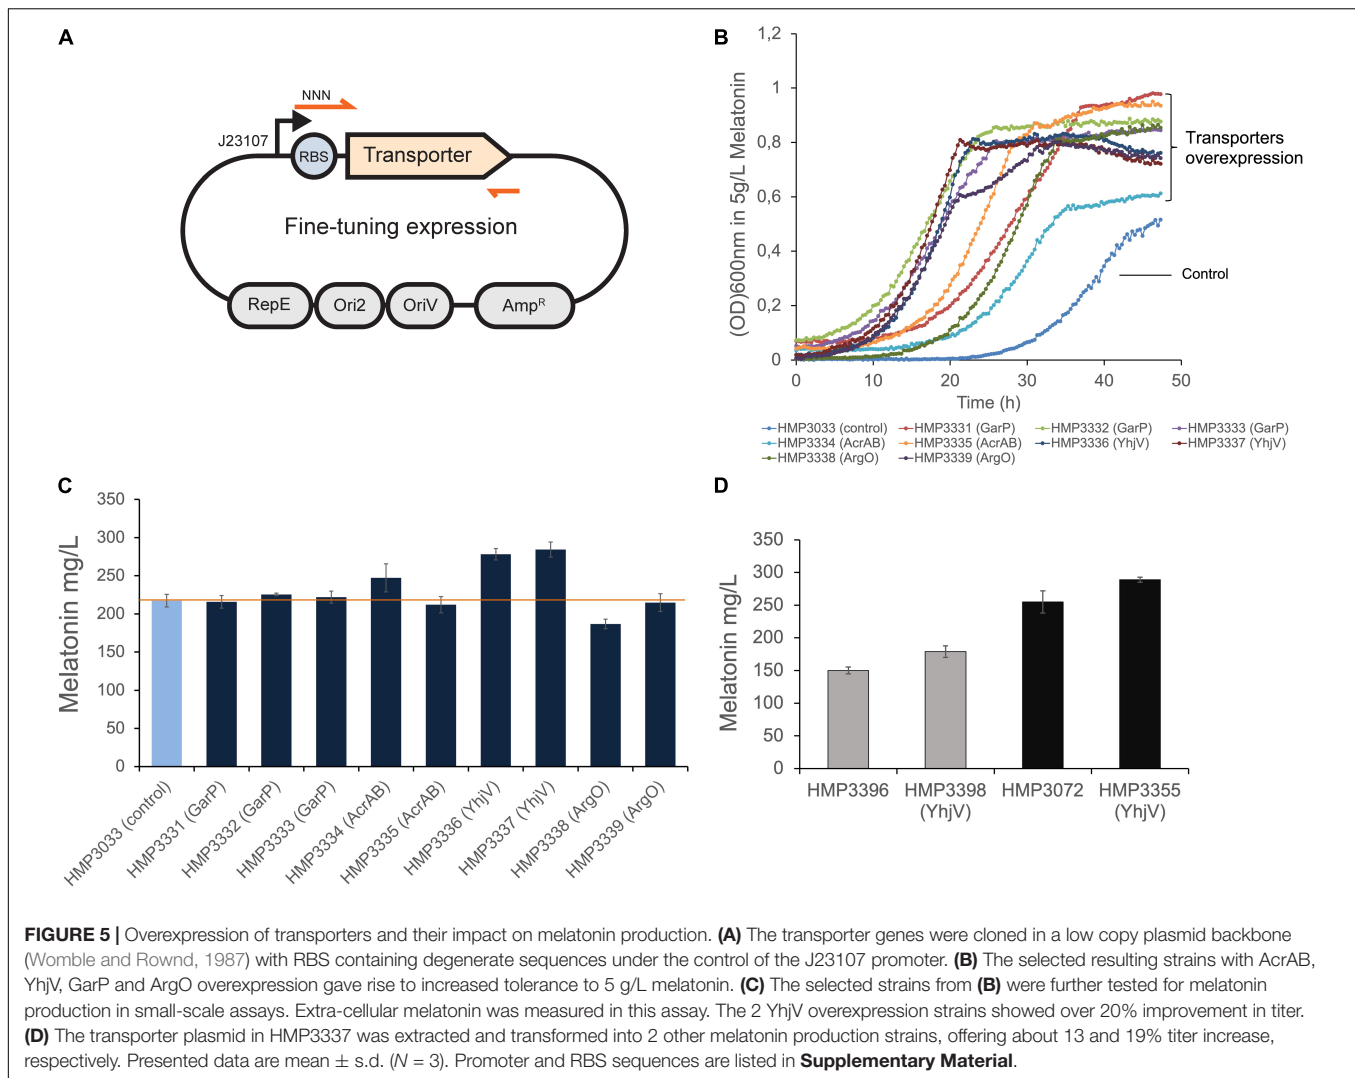 A
NNN
J23107
RBS
Transporter
Fine-tuning expression
RepE
Ori2
OriV
Amp^R
B
(OD)600nm in 5g/L Melatonin
1,2
1
0,8
0,6
0,4
0,2
0
0
10
20
30
40
50
Time (h)
Transporters
overexpression
Control
HMP3033 (control)
HMP3331 (GarP)
HMP3332 (GarP)
HMP3333 (GarP)
HMP3334 (AcrAB)
HMP3335 (AcrAB)
HMP3336 (YhjV)
HMP3337 (YhjV)
HMP3338 (ArgO)
HMP3339 (ArgO)
C
Melatonin mg/L
350
300
250
200
150
100
50
0
HMP3033 (control)
HMP3331 (GarP)
HMP3332 (GarP)
HMP3333 (GarP)
HMP3334 (AcrAB)
HMP3335 (AcrAB)
HMP3336 (YhjV)
HMP3337 (YhjV)
HMP3338 (ArgO)
HMP3339 (ArgO)
D
Melatonin mg/L
350
300
250
200
150
100
50
0
HMP3396
HMP3398
(YhjV)
HMP3072
HMP3355
(YhjV)
FIGURE 5 | Overexpression of transporters and their impact on melatonin production. (A) The transporter genes were cloned in a low copy plasmid backbone
(Womble and Rownd, 1987) with RBS containing degenerate sequences under the control of the J23107 promoter. (B) The selected resulting strains with AcrAB,
YhjV, GarP and ArgO overexpression gave rise to increased tolerance to 5 g/L melatonin. (C) The selected strains from (B) were further tested for melatonin
production in small-scale assays. Extra-cellular melatonin was measured in this assay. The 2 YhjV overexpression strains showed over 20% improvement in titer.
(D) The transporter plasmid in HMP3337 was extracted and transformed into 2 other melatonin production strains, offering about 13 and 19% titer increase,
respectively. Presented data are mean ± s.d. (N = 3). Promoter and RBS sequences are listed in Supplementary Material.